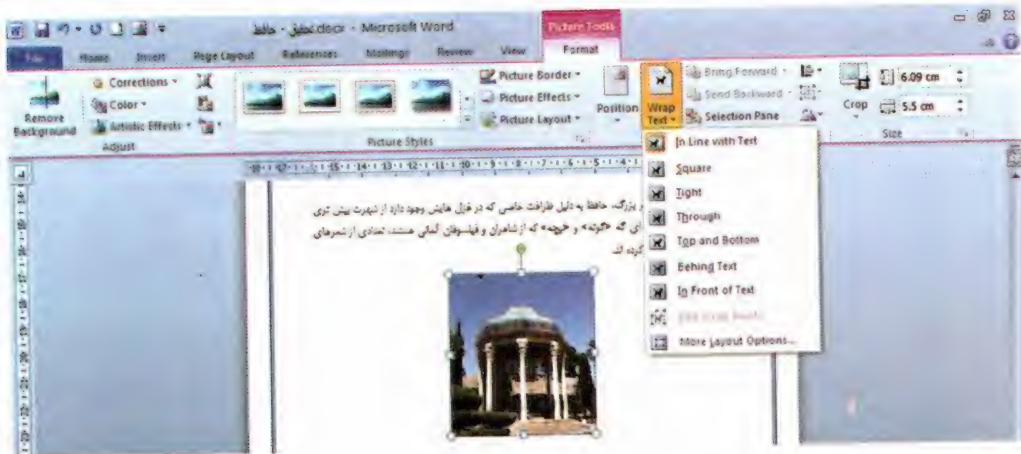 تحقیق - حافظ.docx - Microsoft Word
Picture Tools
File Home Insert Page Layout References Mailings Review View Format
Remove Background
Corrections
Color
Artistic Effects
Adjust
Picture Styles
Picture Border
Picture Effects
Picture Layout
Position
Wrap Text
Bring Forward
Send Backward
Selection Pane
Crop
6.09 cm
5.5 cm
Size
In Line with Text
Square
Tight
Through
Top and Bottom
Behind Text
In Front of Text
More Layout Options...
بزرگ، حافظ به دلیل ظرافت خاصی که در غزل هایش وجود دارد از شهرت بیش تری
ای که «گوته» و «نیچه» که از شاعران و فیلسوفان آلمانی هستند، تعدادی از شعرهای
کرده اند